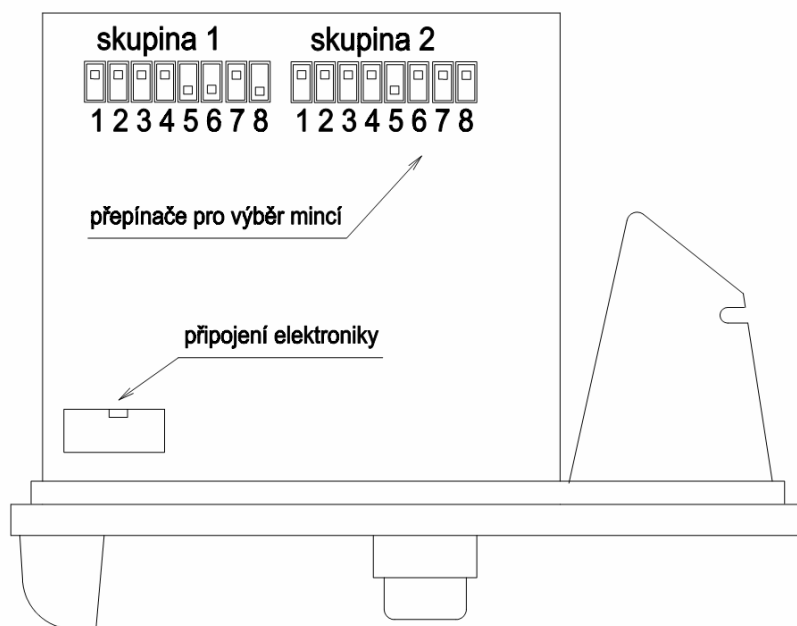 skupina 1 skupina 2
1 2 3 4 5 6 7 8 1 2 3 4 5 6 7 8
přepínače pro výběr mincí
připojení elektroniky